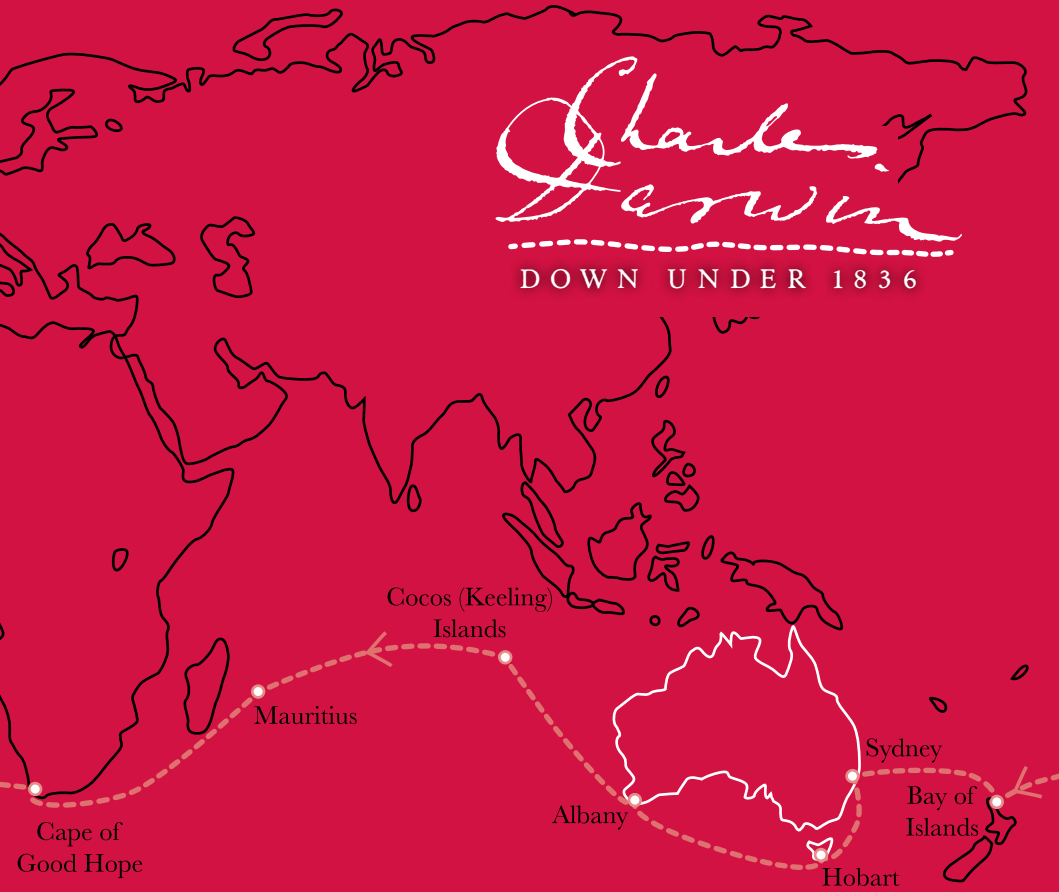 Charles
Darwin
DOWN UNDER 1836
Cocos (Keeling)
Islands
Mauritius
Sydney
Bay of
Islands
Albany
Cape of
Good Hope
Hobart